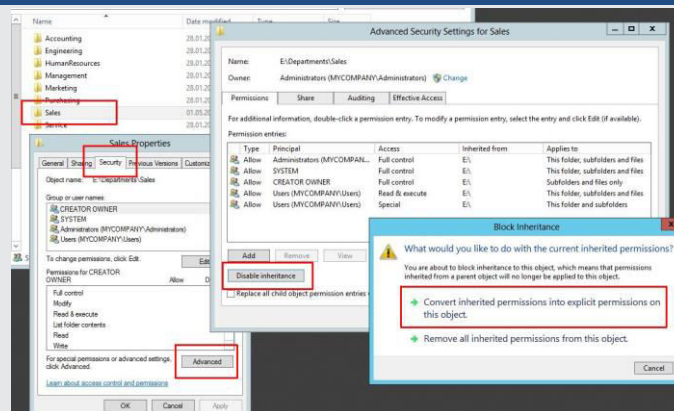 Name Date modified Type Size
Accounting 28.01.20
Engineering 28.01.20
HumanResources 28.01.20
Management 28.01.20
Marketing 28.01.20
Purchasing 28.01.20
Sales 01.05.20
Service 28.01.20
Sales Properties
General Sharing Security Previous Versions Customiz
Object name: E:\Departments\Sales
Group or user names:
CREATOR OWNER
SYSTEM
Administrators (MYCOMPANY\Administrators)
Users (MYCOMPANY\Users)
To change permissions, click Edit. Edit
Permissions for CREATOR
OWNER Allow D
Full control
Modify
Read & execute
List folder contents
Read
Write
For special permissions or advanced settings,
click Advanced. Advanced
Learn about access control and permissions
OK Cancel Apply
Advanced Security Settings for Sales
Name: E:\Departments\Sales
Owner: Administrators (MYCOMPANY\Administrators) Change
Permissions Share Auditing Effective Access
For additional information, double-click a permission entry. To modify a permission entry, select the entry and click Edit (if available).
Permission entries:
Type Principal Access Inherited from Applies to
Allow Administrators (MYCOMPAN... Full control E:\ This folder, subfolders and files
Allow SYSTEM Full control E:\ This folder, subfolders and files
Allow CREATOR OWNER Full control E:\ Subfolders and files only
Allow Users (MYCOMPANY\Users) Read & execute E:\ This folder, subfolders and files
Allow Users (MYCOMPANY\Users) Special E:\ This folder and subfolders
Add Remove View
Disable inheritance
Replace all child object permission entries
Block Inheritance
What would you like to do with the current inherited permissions?
You are about to block inheritance to this object, which means that permissions
inherited from a parent object will no longer be applied to this object.
Convert inherited permissions into explicit permissions on
this object.
Remove all inherited permissions from this object.
Cancel